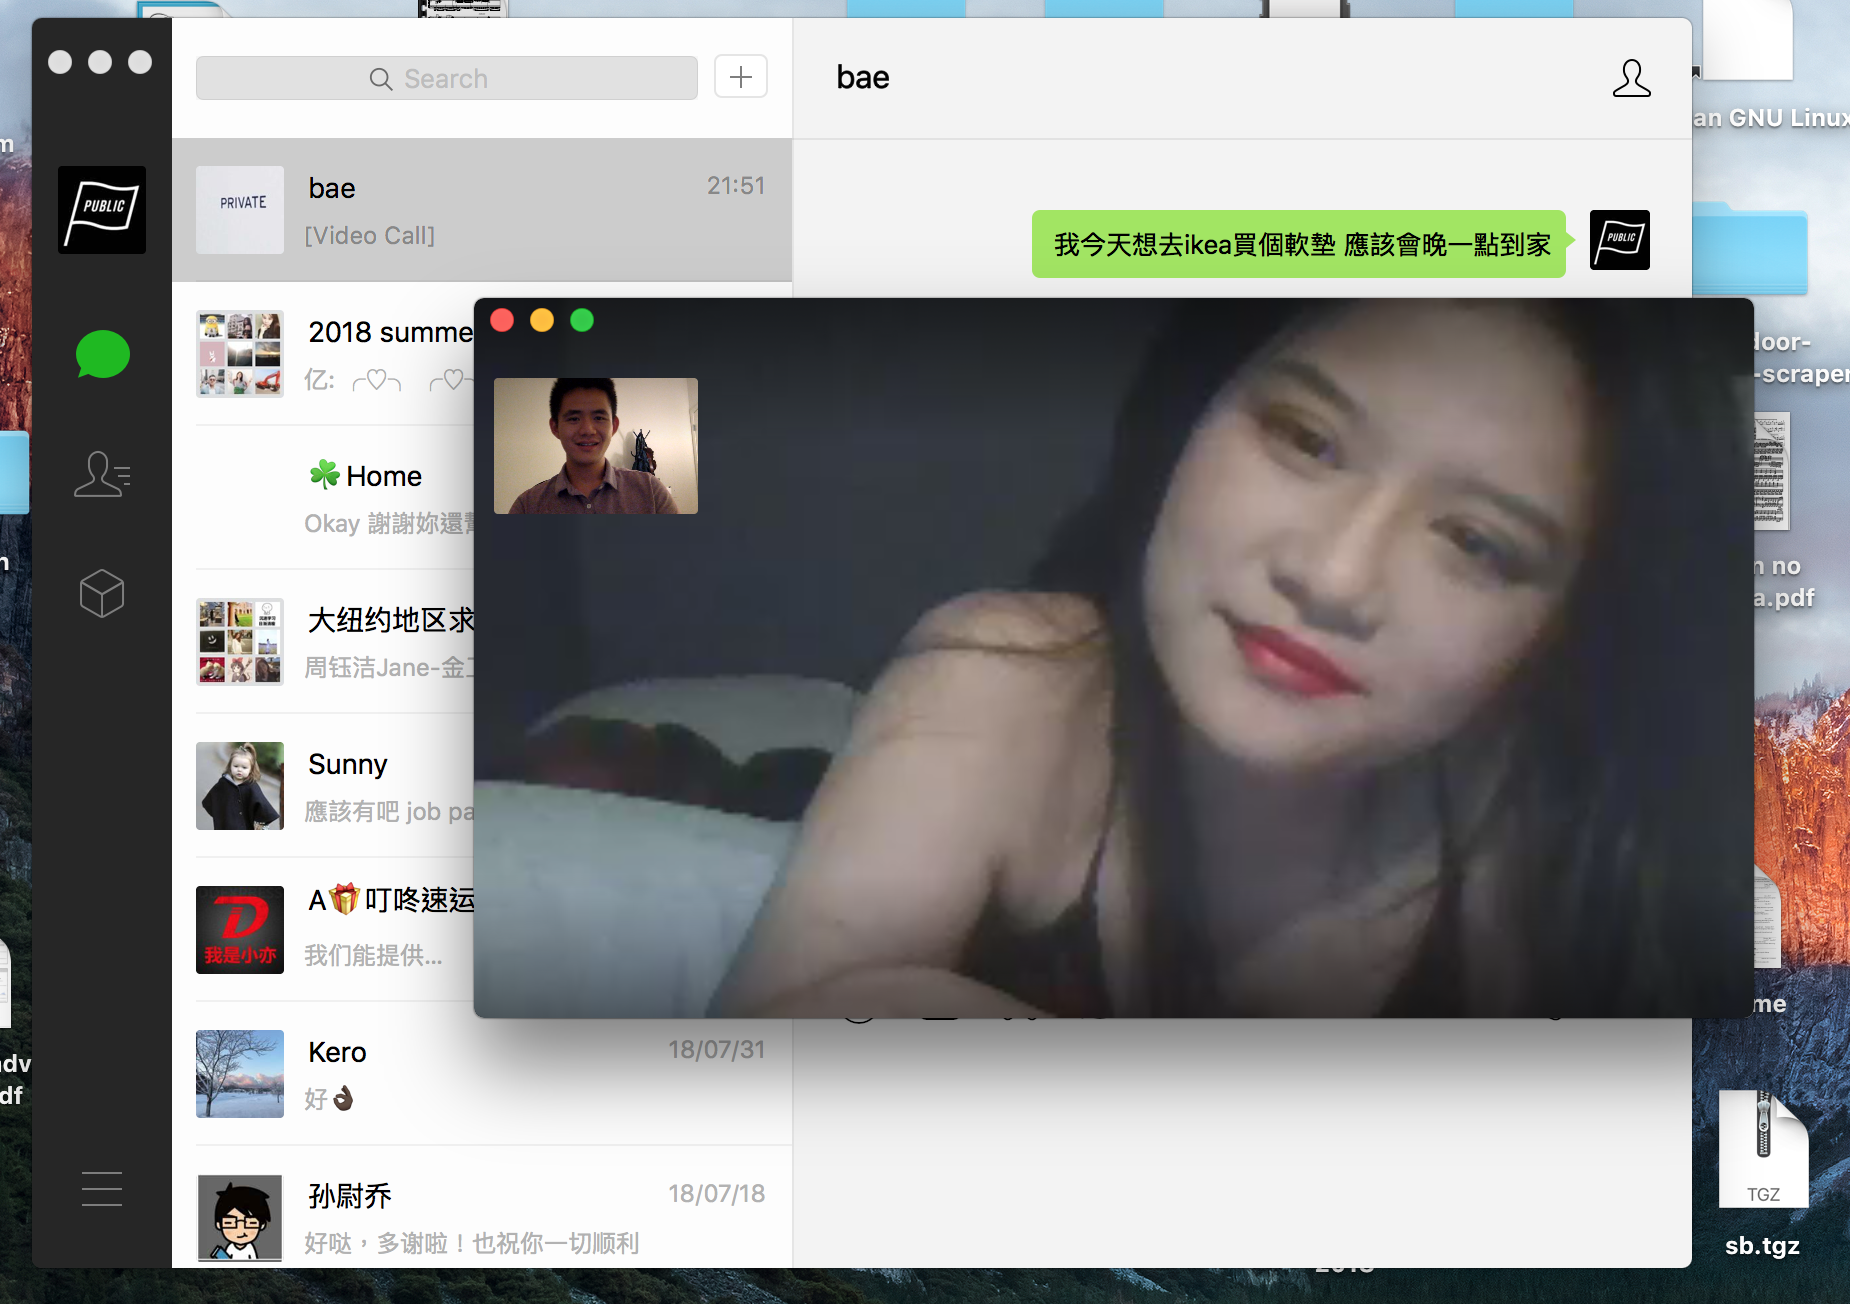 Search
bae
PUBLIC
PRIVATE
bae
21:51
[Video Call]
我今天想去ikea買個軟墊 應該會晚一點到家
PUBLIC
2018 summe
亿:
Home
Okay 謝謝妳還
大纽约地区求
周钰洁Jane-金
Sunny
應該有吧 job pa
A 叮咚速运
我们能提供...
我是小亦
Kero
18/07/31
好
孙尉乔
18/07/18
好哒，多谢啦！也祝你一切顺利
an GNU Linux
door-
-scraper
n no
a.pdf
me
TGZ
sb.tgz
adv
df